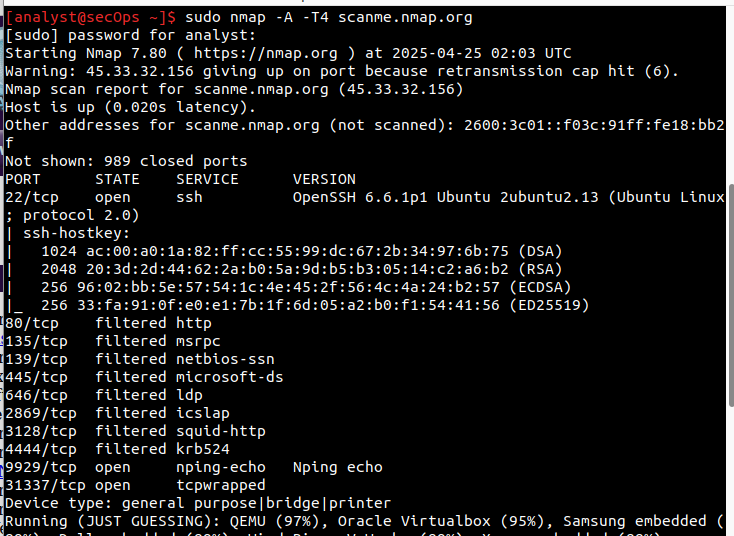 [analyst@secOps ~]$ sudo nmap -A -T4 scanme.nmap.org
[sudo] password for analyst:
Starting Nmap 7.80 ( https://nmap.org ) at 2025-04-25 02:03 UTC
Warning: 45.33.32.156 giving up on port because retransmission cap hit (6).
Nmap scan report for scanme.nmap.org (45.33.32.156)
Host is up (0.020s latency).
Other addresses for scanme.nmap.org (not scanned): 2600:3c01::f03c:91ff:fe18:bb2
f
Not shown: 989 closed ports
PORT      STATE    SERVICE      VERSION
22/tcp    open     ssh          OpenSSH 6.6.1p1 Ubuntu 2ubuntu2.13 (Ubuntu Linux
; protocol 2.0)
| ssh-hostkey:
|   1024 ac:00:a0:1a:82:ff:cc:55:99:dc:67:2b:34:97:6b:75 (DSA)
|   2048 20:3d:2d:44:62:2a:b0:5a:9d:b5:b3:05:14:c2:a6:b2 (RSA)
|   256 96:02:bb:5e:57:54:1c:4e:45:2f:56:4c:4a:24:b2:57 (ECDSA)
|_  256 33:fa:91:0f:e0:e1:7b:1f:6d:05:a2:b0:f1:54:41:56 (ED25519)
80/tcp    filtered http
135/tcp   filtered msrpc
139/tcp   filtered netbios-ssn
445/tcp   filtered microsoft-ds
646/tcp   filtered ldp
2869/tcp  filtered icslap
3128/tcp  filtered squid-http
4444/tcp  filtered krb524
9929/tcp  open     nping-echo   Nping echo
31337/tcp open     tcpwrapped
Device type: general purpose|bridge|printer
Running (JUST GUESSING): QEMU (97%), Oracle Virtualbox (95%), Samsung embedded (